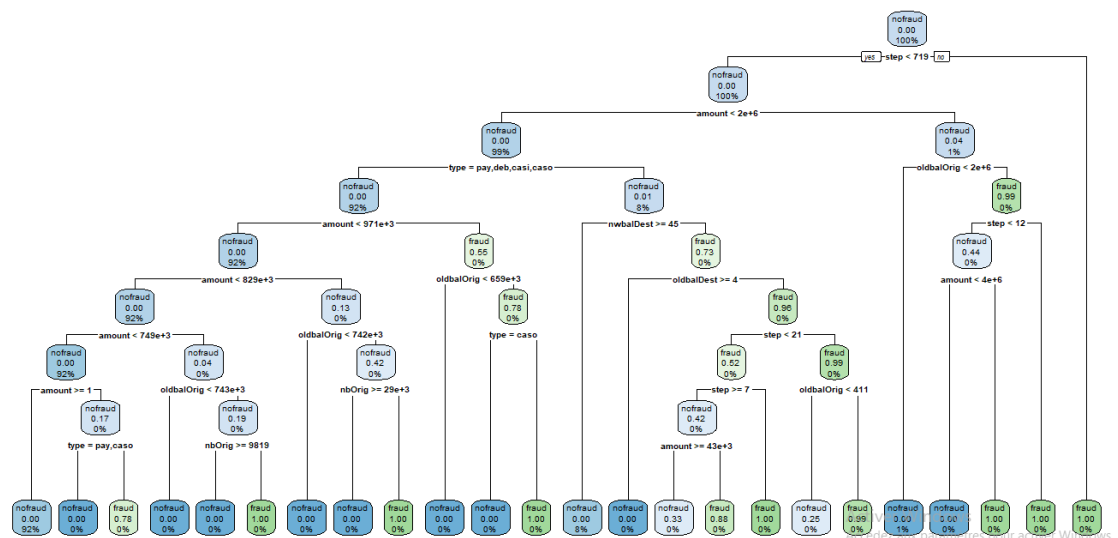 nofraud
0.00
100%
yes step < 719 no
nofraud
0.00
100%
amount < 2e+6
nofraud
0.00
99%
nofraud
0.04
1%
type = pay,deb,casi,caso
oldbalOrig < 2e+6
nofraud
0.00
92%
nofraud
0.01
8%
fraud
0.99
0%
amount < 971e+3
nwbalDest >= 45
step < 12
nofraud
0.00
92%
fraud
0.55
0%
fraud
0.73
0%
nofraud
0.44
0%
amount < 829e+3
oldbalOrig < 659e+3
oldbalDest >= 4
amount < 4e+6
nofraud
0.00
92%
nofraud
0.13
0%
fraud
0.78
0%
fraud
0.96
0%
amount < 749e+3
oldbalOrig < 742e+3
type = caso
step < 21
nofraud
0.00
92%
nofraud
0.04
0%
nofraud
0.42
0%
fraud
0.52
0%
fraud
0.99
0%
amount >= 1
oldbalOrig < 743e+3
nbOrig >= 29e+3
step >= 7
oldbalOrig < 411
nofraud
0.17
0%
nofraud
0.19
0%
nofraud
0.42
0%
type = pay,caso
nbOrig >= 9819
amount >= 43e+3
nofraud
0.00
92%
nofraud
0.00
0%
fraud
0.78
0%
nofraud
0.00
0%
nofraud
0.00
0%
fraud
1.00
0%
nofraud
0.00
0%
nofraud
0.00
0%
fraud
1.00
0%
nofraud
0.00
0%
nofraud
0.00
0%
fraud
1.00
0%
nofraud
0.00
8%
nofraud
0.00
0%
nofraud
0.33
0%
fraud
0.88
0%
fraud
1.00
0%
nofraud
0.25
0%
fraud
1.00
0%
nofraud
0.00
1%
nofraud
0.00
0%
fraud
1.00
0%
fraud
1.00
0%
fraud
1.00
0%